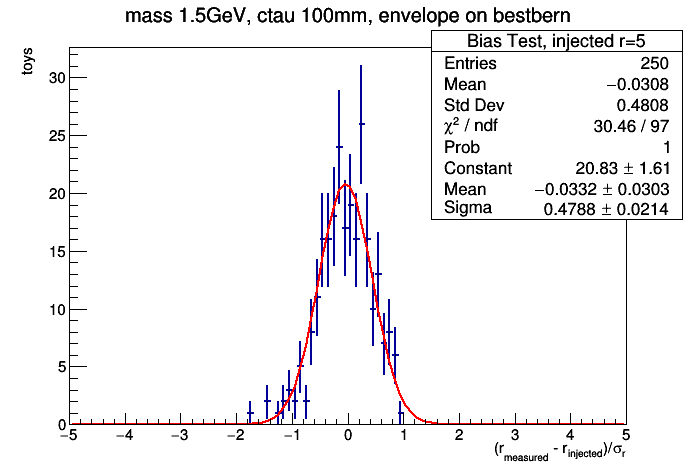 mass 1.5GeV, ctau 100mm, envelope on bestbern
toys
Bias Test, injected r=5
Entries 250
Mean −0.0308
Std Dev 0.4808
χ² / ndf 30.46 / 97
Prob 1
Constant 20.83 ± 1.61
Mean −0.0332 ± 0.0303
Sigma 0.4788 ± 0.0214
30
25
20
15
10
5
0
−5 −4 −3 −2 −1 0 1 2 3 4 5
(r_measured - r_injected)/σ_r